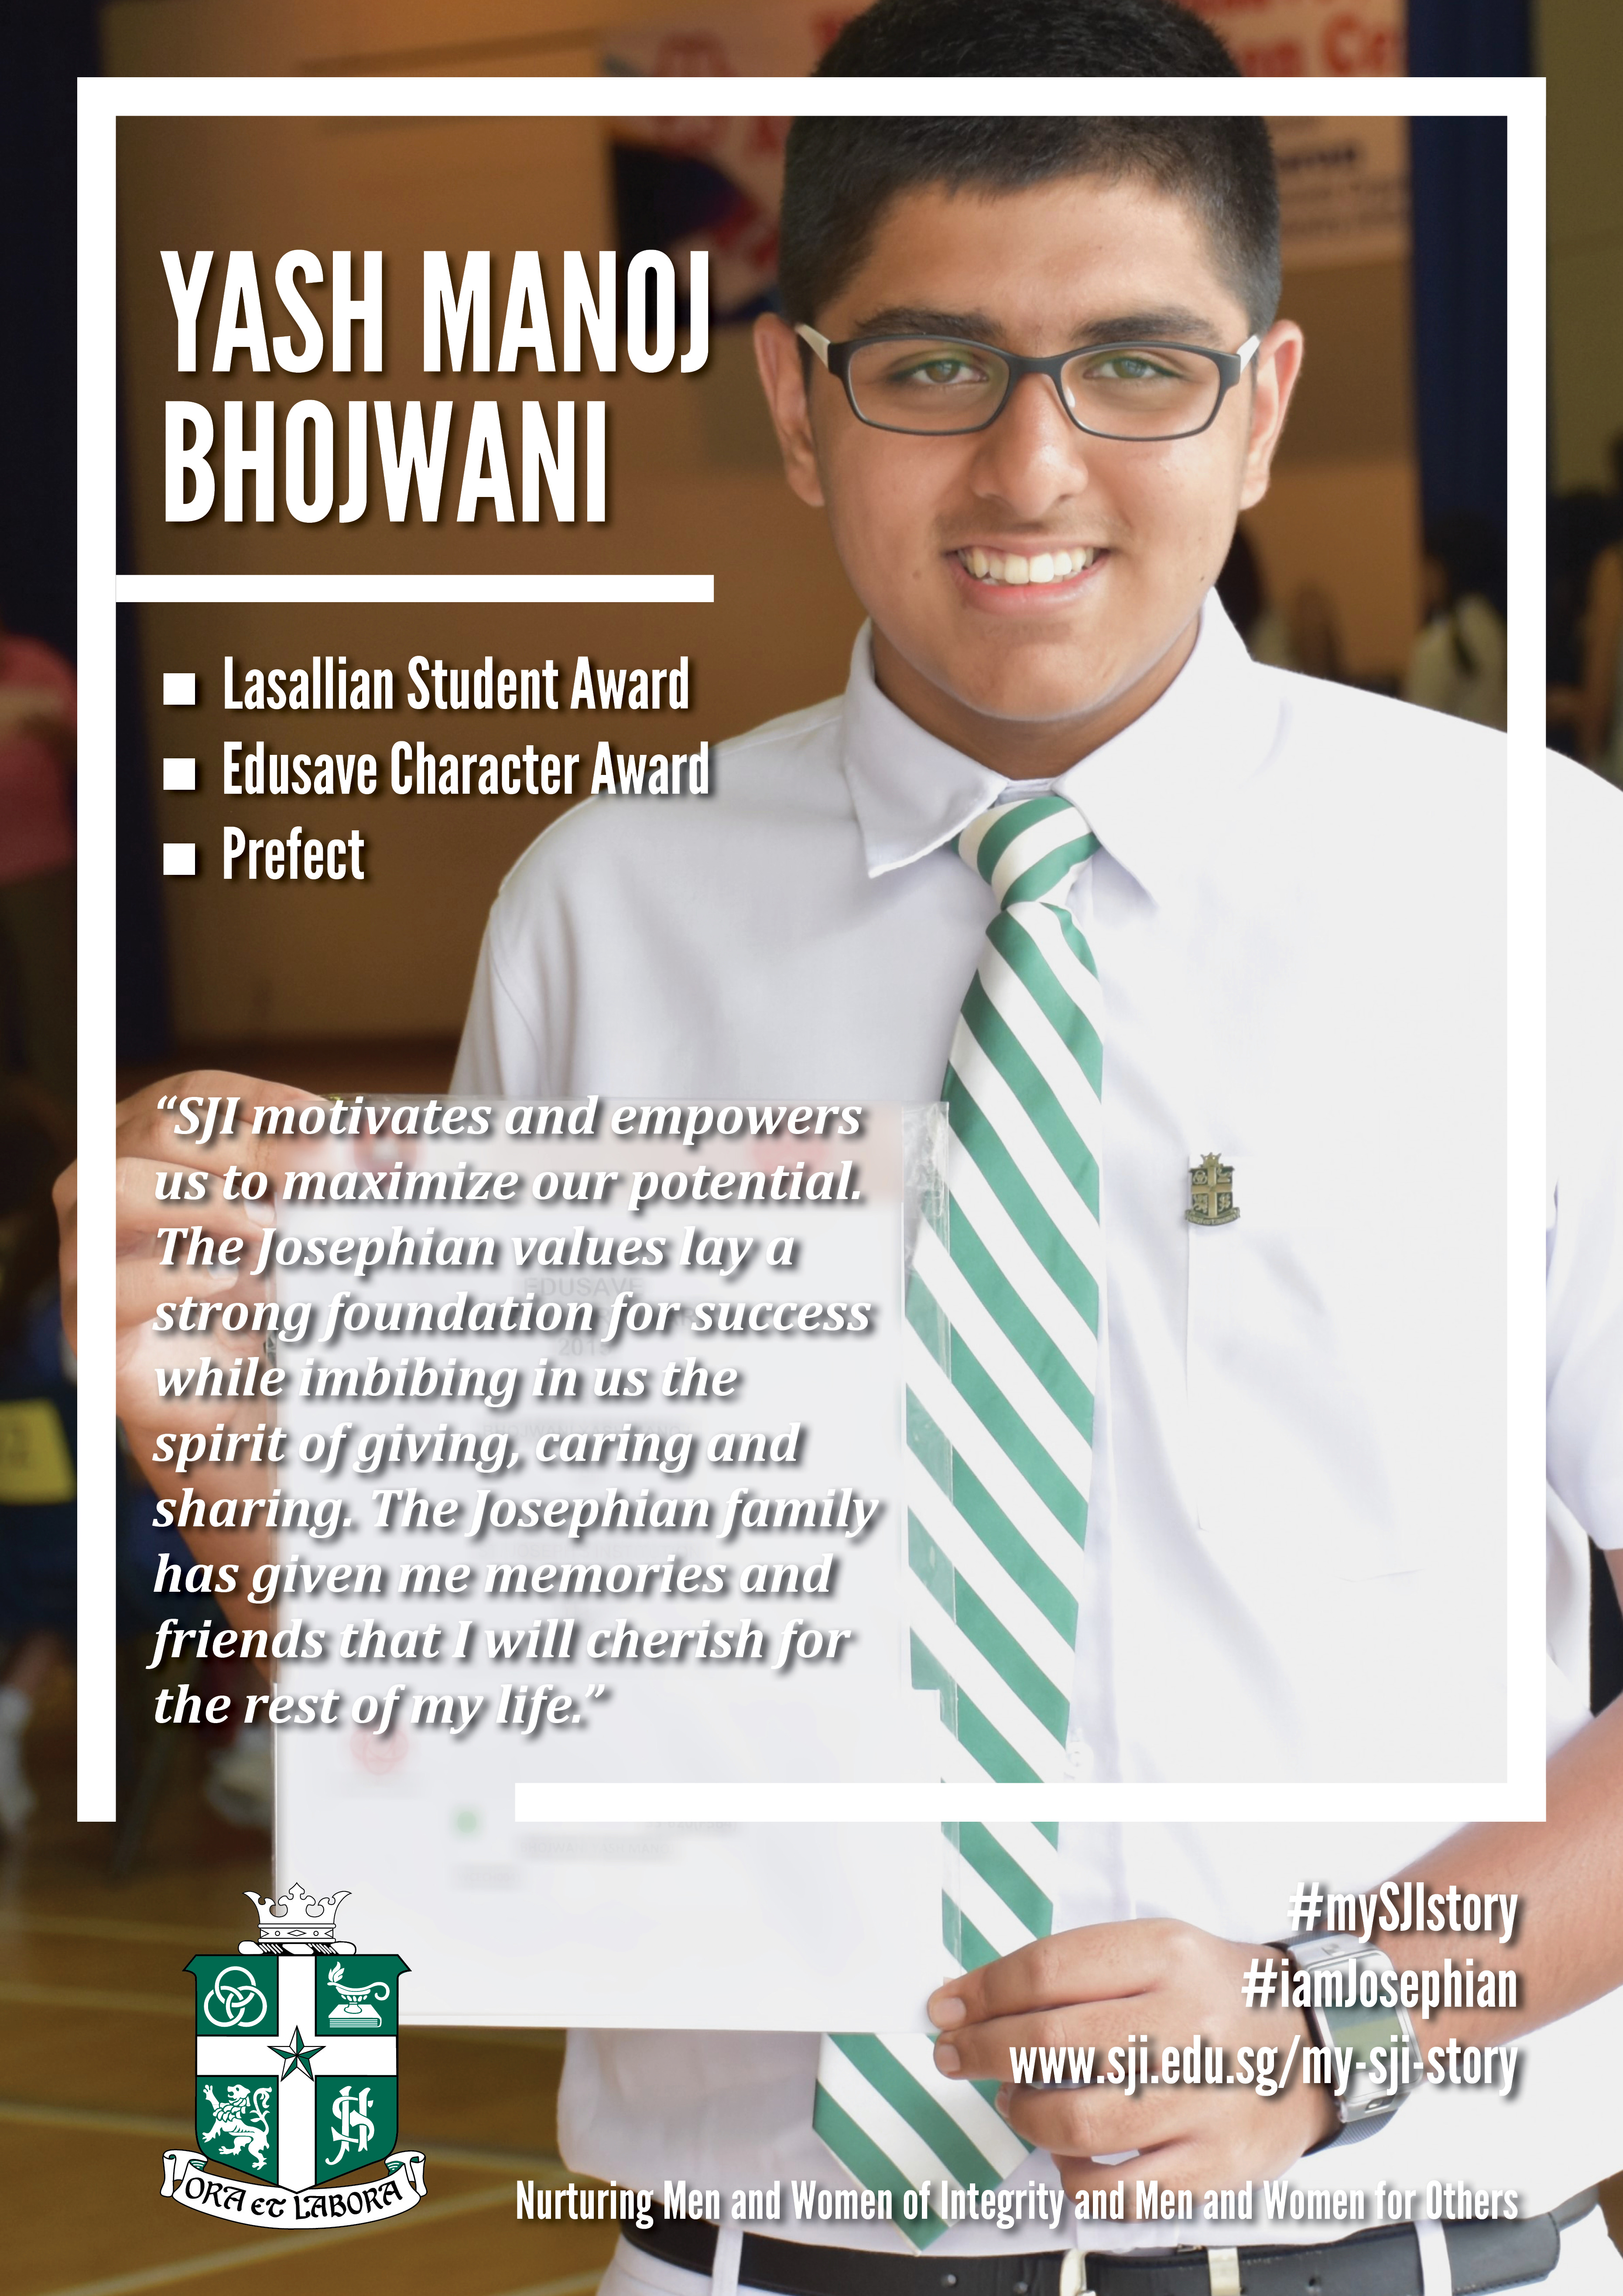 YASH MANOJ
BHOJWANI
Lasallian Student Award
Edusave Character Award
Prefect
“SJI motivates and empowers
us to maximize our potential.
The Josephian values lay a
strong foundation for success
while imbibing in us the
spirit of giving, caring and
sharing. The Josephian family
has given me memories and
friends that I will cherish for
the rest of my life.”
EDUSAVE
#mySJIstory
#iamJosephian
www.sji.edu.sg/my-sji-story
ORA ET LABORA
Nurturing Men and Women of Integrity and Men and Women for Others